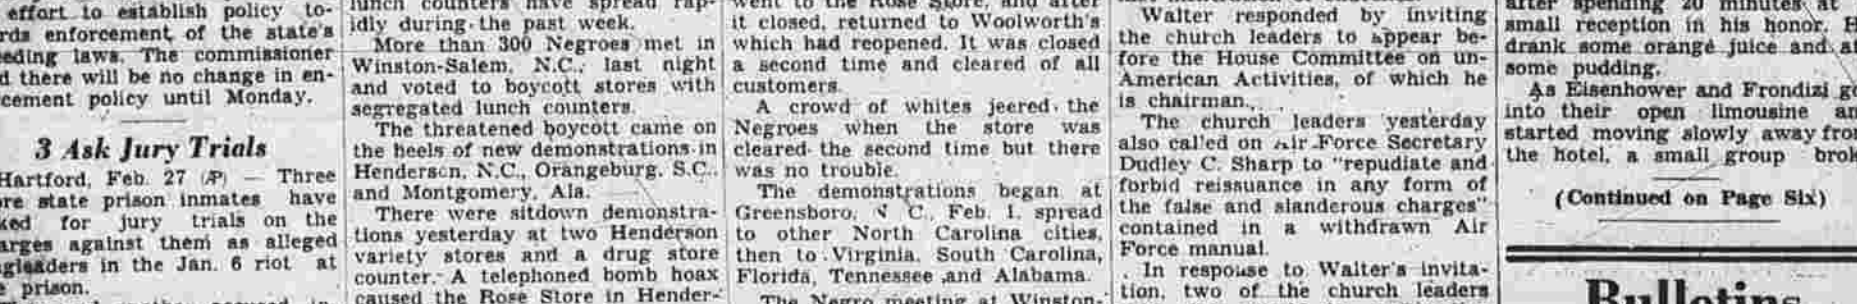 effort to establish policy to-
rds enforcement of the state's
eeding laws. The commissioner
d there will be no change in en-
cement policy until Monday.
3 Ask Jury Trials
Hartford, Feb. 27 (AP) — Three
ore state prison inmates have
ked for jury trials on the
arges against them as alleged
gleaders in the Jan. 6 riot at
e prison.
lunch counters have spread rap-
idly during the past week.
More than 300 Negroes met in
Winston-Salem, N.C., last night
and voted to boycott stores with
segregated lunch counters.
The threatened boycott came on
the heels of new demonstrations in
Henderson, N.C., Orangeburg, S.C.,
and Montgomery, Ala.
There were sitdown demonstra-
tions yesterday at two Henderson
variety stores and a drug store
counter. A telephoned bomb hoax
caused the Rose Store in Hender-
went to the Rose Store, and after
it closed, returned to Woolworth's
which had reopened. It was closed
a second time and cleared of all
customers.
A crowd of whites jeered the
Negroes when the store was
cleared the second time but there
was no trouble.
The demonstrations began at
Greensboro, N C., Feb. 1, spread
to other North Carolina cities,
then to Virginia, South Carolina,
Florida, Tennessee and Alabama.
The Negro meeting at Winston-
Walter responded by inviting
the church leaders to appear be-
fore the House Committee on un-
American Activities, of which he
is chairman.
The church leaders yesterday
also called on Air Force Secretary
Dudley C. Sharp to "repudiate and
forbid reissuance in any form of
the false and slanderous charges"
contained in a withdrawn Air
Force manual.
In response to Walter's invita-
tion, two of the church leaders
after spending 20 minutes at
small reception in his honor. H
drank some orange juice and at
some pudding.
As Eisenhower and Frondizi go
into their open limousine an
started moving slowly away from
the hotel, a small group brok
(Continued on Page Six)
Bulletins